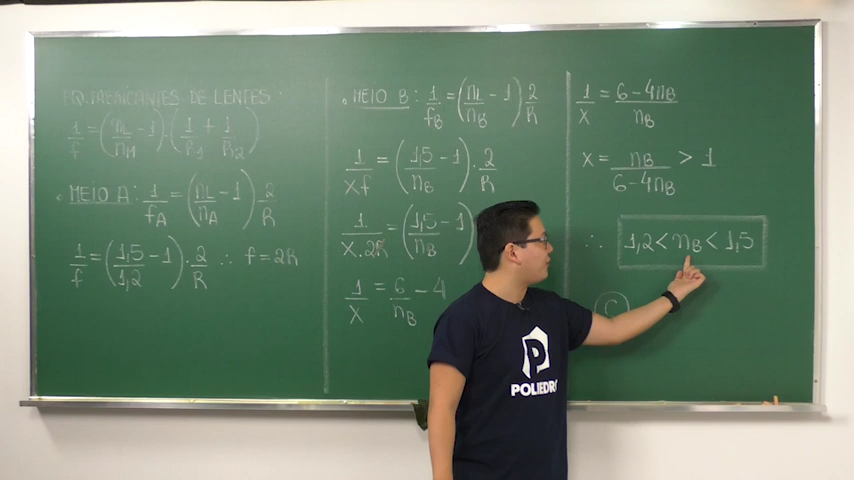 EQ. FABRICANTES DE LENTES:
1/f = (nL/nM - 1) · (1/R1 + 1/R2)
• MEIO A: 1/fA = (nL/nA - 1) 2/R
1/f = (1,5/1,2 - 1) · 2/R ∴ f = 2R
• MEIO B: 1/fB = (nL/nB - 1) 2/R
1/xf = (1,5/nB - 1) · 2/R
1/x.2R = (1,5/nB - 1)
1/x = 6/nB - 4
1/x = 6-4nB/nB
x = nB/6-4nB > 1
∴ 1,2 < nB < 1,5
C
P
POLIEDRO